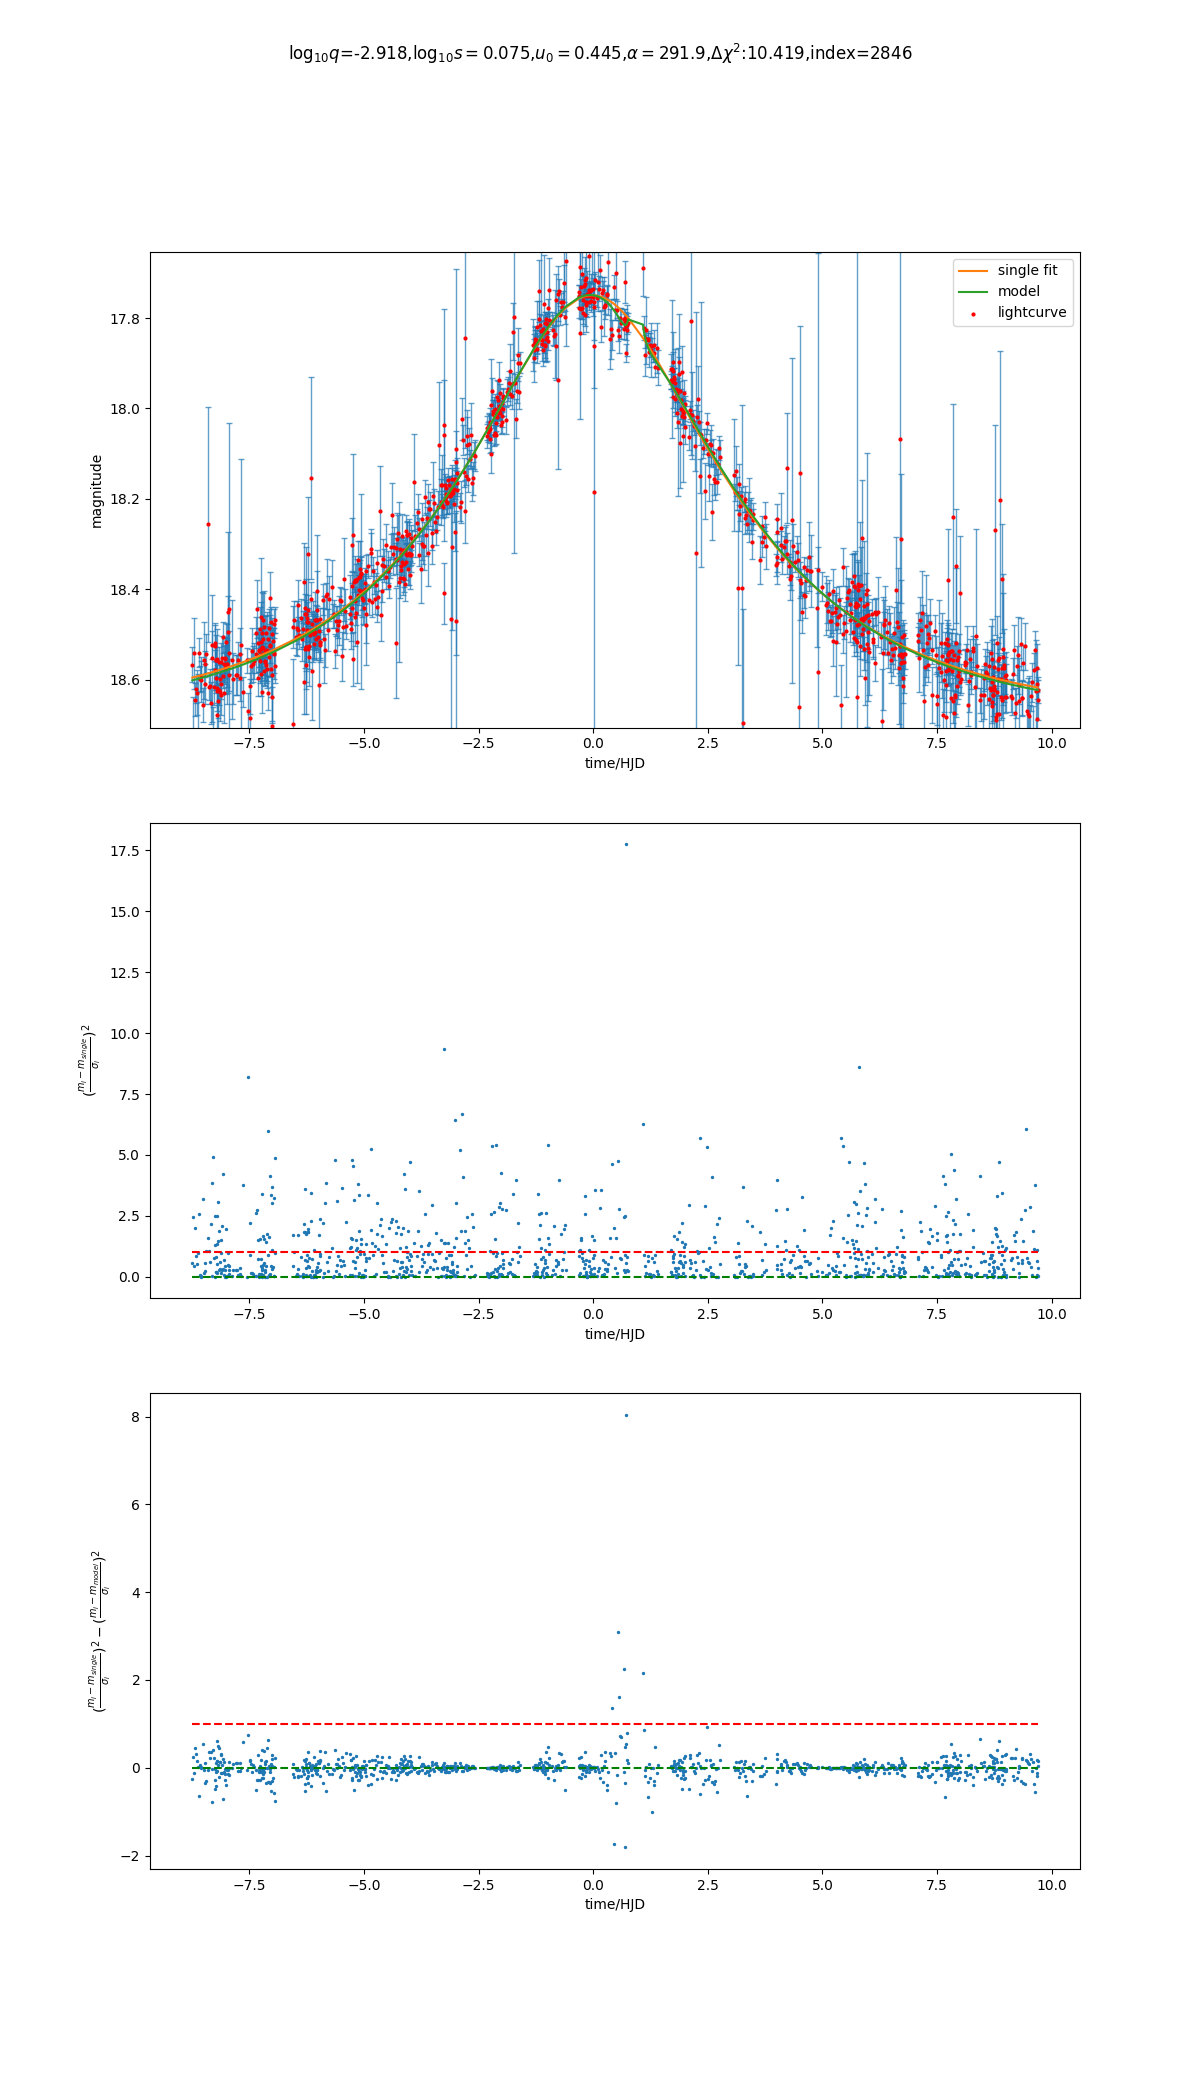 log₁₀q=-2.918,log₁₀s = 0.075,u₀ = 0.445,α = 291.9,Δχ²:10.419,index=2846
single fit
model
lightcurve
magnitude
17.8
18.0
18.2
18.4
18.6
−7.5 −5.0 −2.5 0.0 2.5 5.0 7.5 10.0
time/HJD
(mᵢ − m_single / σᵢ)²
17.5
15.0
12.5
10.0
7.5
5.0
2.5
0.0
−7.5 −5.0 −2.5 0.0 2.5 5.0 7.5 10.0
time/HJD
(mᵢ − m_single / σᵢ)² − (mᵢ − m_model / σᵢ)²
8
6
4
2
0
−2
−7.5 −5.0 −2.5 0.0 2.5 5.0 7.5 10.0
time/HJD